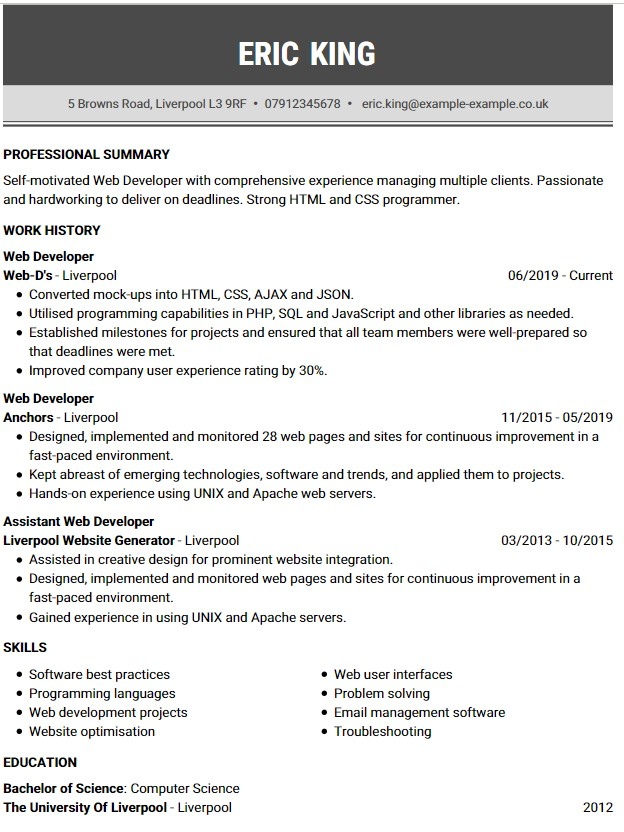 ERIC KING
5 Browns Road, Liverpool L3 9RF • 07912345678 • eric.king@example-example.co.uk
PROFESSIONAL SUMMARY
Self-motivated Web Developer with comprehensive experience managing multiple clients. Passionate
and hardworking to deliver on deadlines. Strong HTML and CSS programmer.
WORK HISTORY
Web Developer
Web-D's - Liverpool 06/2019 - Current
• Converted mock-ups into HTML, CSS, AJAX and JSON.
• Utilised programming capabilities in PHP, SQL and JavaScript and other libraries as needed.
• Established milestones for projects and ensured that all team members were well-prepared so
that deadlines were met.
• Improved company user experience rating by 30%.
Web Developer
Anchors - Liverpool 11/2015 - 05/2019
• Designed, implemented and monitored 28 web pages and sites for continuous improvement in a
fast-paced environment.
• Kept abreast of emerging technologies, software and trends, and applied them to projects.
• Hands-on experience using UNIX and Apache web servers.
Assistant Web Developer
Liverpool Website Generator - Liverpool 03/2013 - 10/2015
• Assisted in creative design for prominent website integration.
• Designed, implemented and monitored web pages and sites for continuous improvement in a
fast-paced environment.
• Gained experience in using UNIX and Apache servers.
SKILLS
• Software best practices
• Programming languages
• Web development projects
• Website optimisation
• Web user interfaces
• Problem solving
• Email management software
• Troubleshooting
EDUCATION
Bachelor of Science: Computer Science
The University Of Liverpool - Liverpool 2012